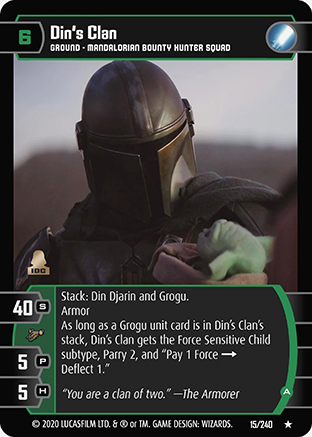 6
Din's Clan
GROUND - MANDALORIAN BOUNTY HUNTER SQUAD
IDC
40 S
5 P
5 H
Stack: Din Djarin and Grogu.
Armor
As long as a Grogu unit card is in Din's Clan's
stack, Din's Clan gets the Force Sensitive Child
subtype, Parry 2, and "Pay 1 Force →
Deflect 1."
"You are a clan of two." —The Armorer
A
© 2020 LUCASFILM LTD. & ® or TM. GAME DESIGN: WIZARDS.
15/240 ★